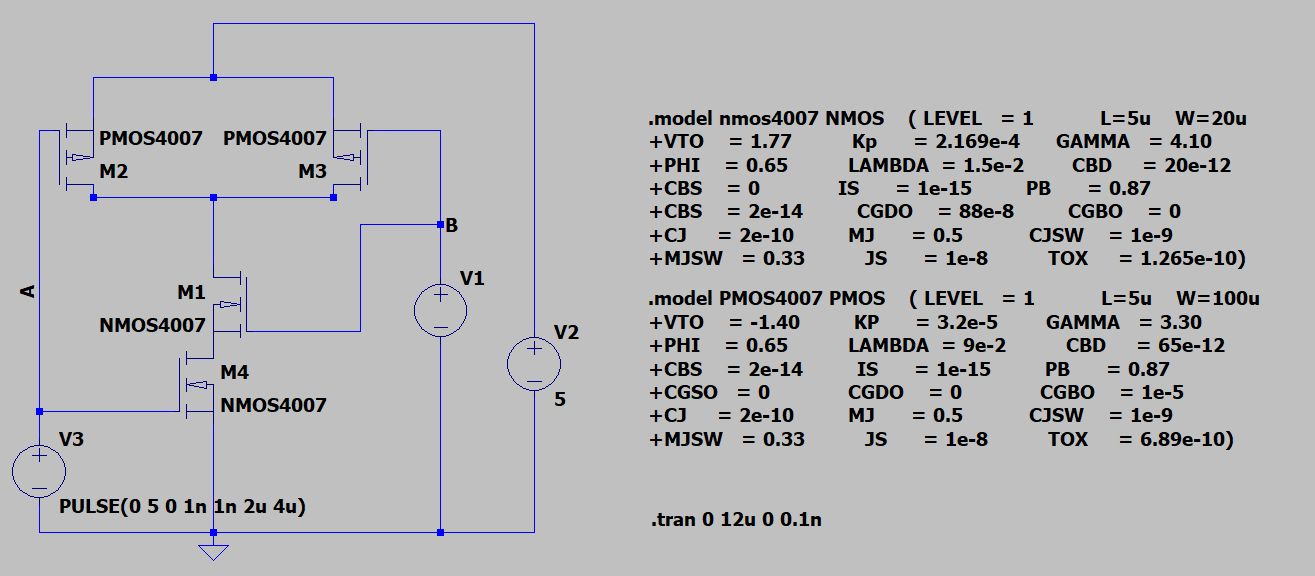 PMOS4007 PMOS4007
M2 M3
B
A
M1
NMOS4007
V1
M4
NMOS4007
V2
5
V3
PULSE(0 5 0 1n 1n 2u 4u)
.model nmos4007 NMOS ( LEVEL = 1 L=5u W=20u
+VTO = 1.77 Kp = 2.169e-4 GAMMA = 4.10
+PHI = 0.65 LAMBDA = 1.5e-2 CBD = 20e-12
+CBS = 0 IS = 1e-15 PB = 0.87
+CBS = 2e-14 CGDO = 88e-8 CGBO = 0
+CJ = 2e-10 MJ = 0.5 CJSW = 1e-9
+MJSW = 0.33 JS = 1e-8 TOX = 1.265e-10)
.model PMOS4007 PMOS ( LEVEL = 1 L=5u W=100u
+VTO = -1.40 KP = 3.2e-5 GAMMA = 3.30
+PHI = 0.65 LAMBDA = 9e-2 CBD = 65e-12
+CBS = 2e-14 IS = 1e-15 PB = 0.87
+CGSO = 0 CGDO = 0 CGBO = 1e-5
+CJ = 2e-10 MJ = 0.5 CJSW = 1e-9
+MJSW = 0.33 JS = 1e-8 TOX = 6.89e-10)
.tran 0 12u 0 0.1n